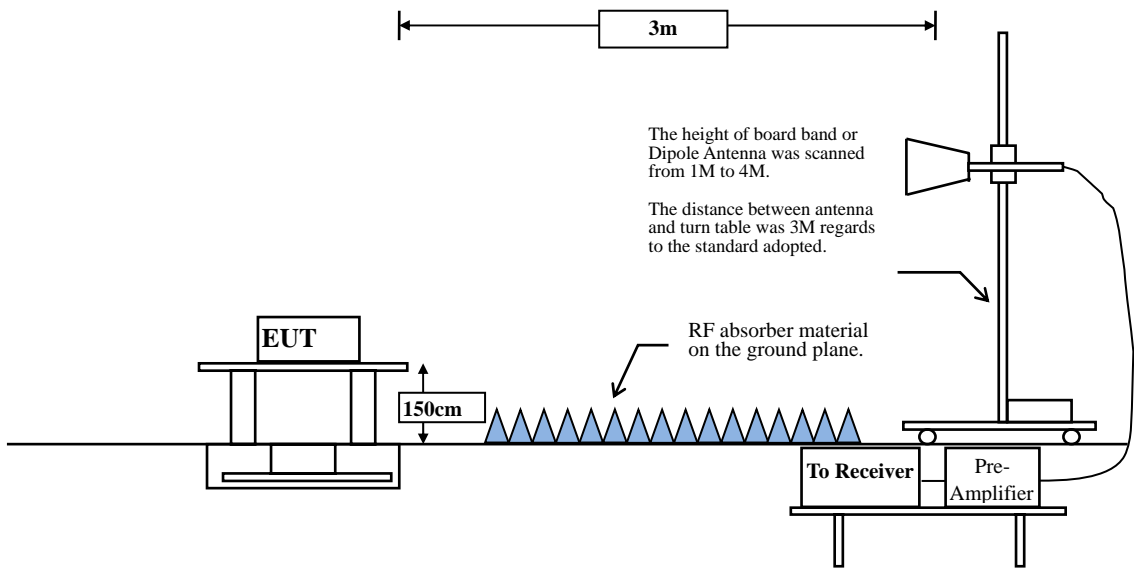 3m
The height of board band or
Dipole Antenna was scanned
from 1M to 4M.
The distance between antenna
and turn table was 3M regards
to the standard adopted.
EUT
RF absorber material
on the ground plane.
150cm
To Receiver
Pre-
Amplifier